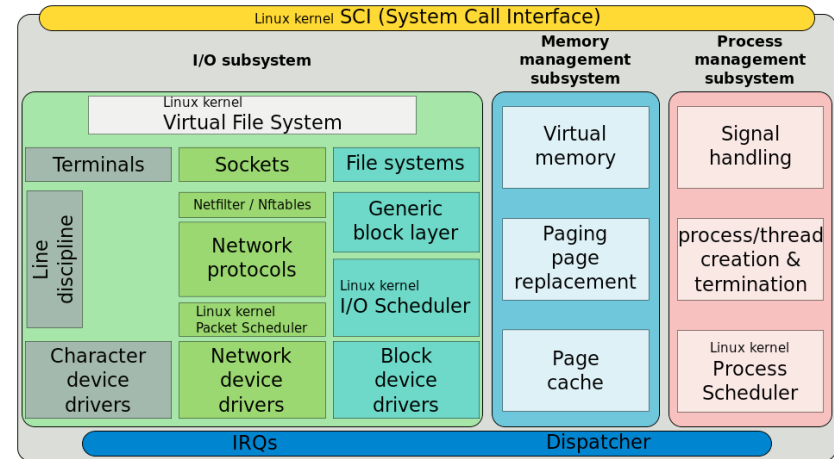 Linux kernel SCI (System Call Interface)
I/O subsystem
Memory
management
subsystem
Process
management
subsystem
Linux kernel
Virtual File System
Terminals
Sockets
File systems
Line
discipline
Netfilter / Nftables
Network
protocols
Linux kernel
Packet Scheduler
Generic
block layer
Linux kernel
I/O Scheduler
Character
device
drivers
Network
device
drivers
Block
device
drivers
Virtual
memory
Paging
page
replacement
Page
cache
Signal
handling
process/thread
creation &
termination
Linux kernel
Process
Scheduler
IRQs
Dispatcher